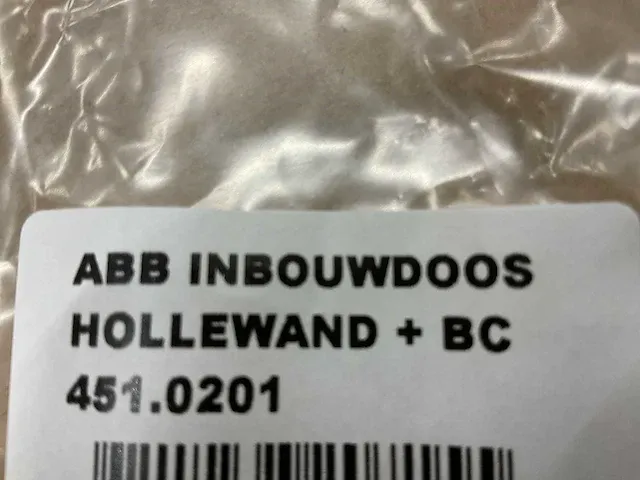 ABB INBOUWDOOS
HOLLEWAND + BC
451.0201